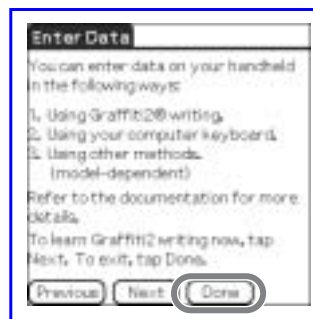 Enter Data
You can enter data on your handheld
in the following ways:
1. Using Graffiti2® writing.
2. Using your computer keyboard.
3. Using other methods.
(model-dependent)
Refer to the documentation for more
details.
To learn Graffiti2 writing now, tap
Next. To exit, tap Done.
Previous Next Done